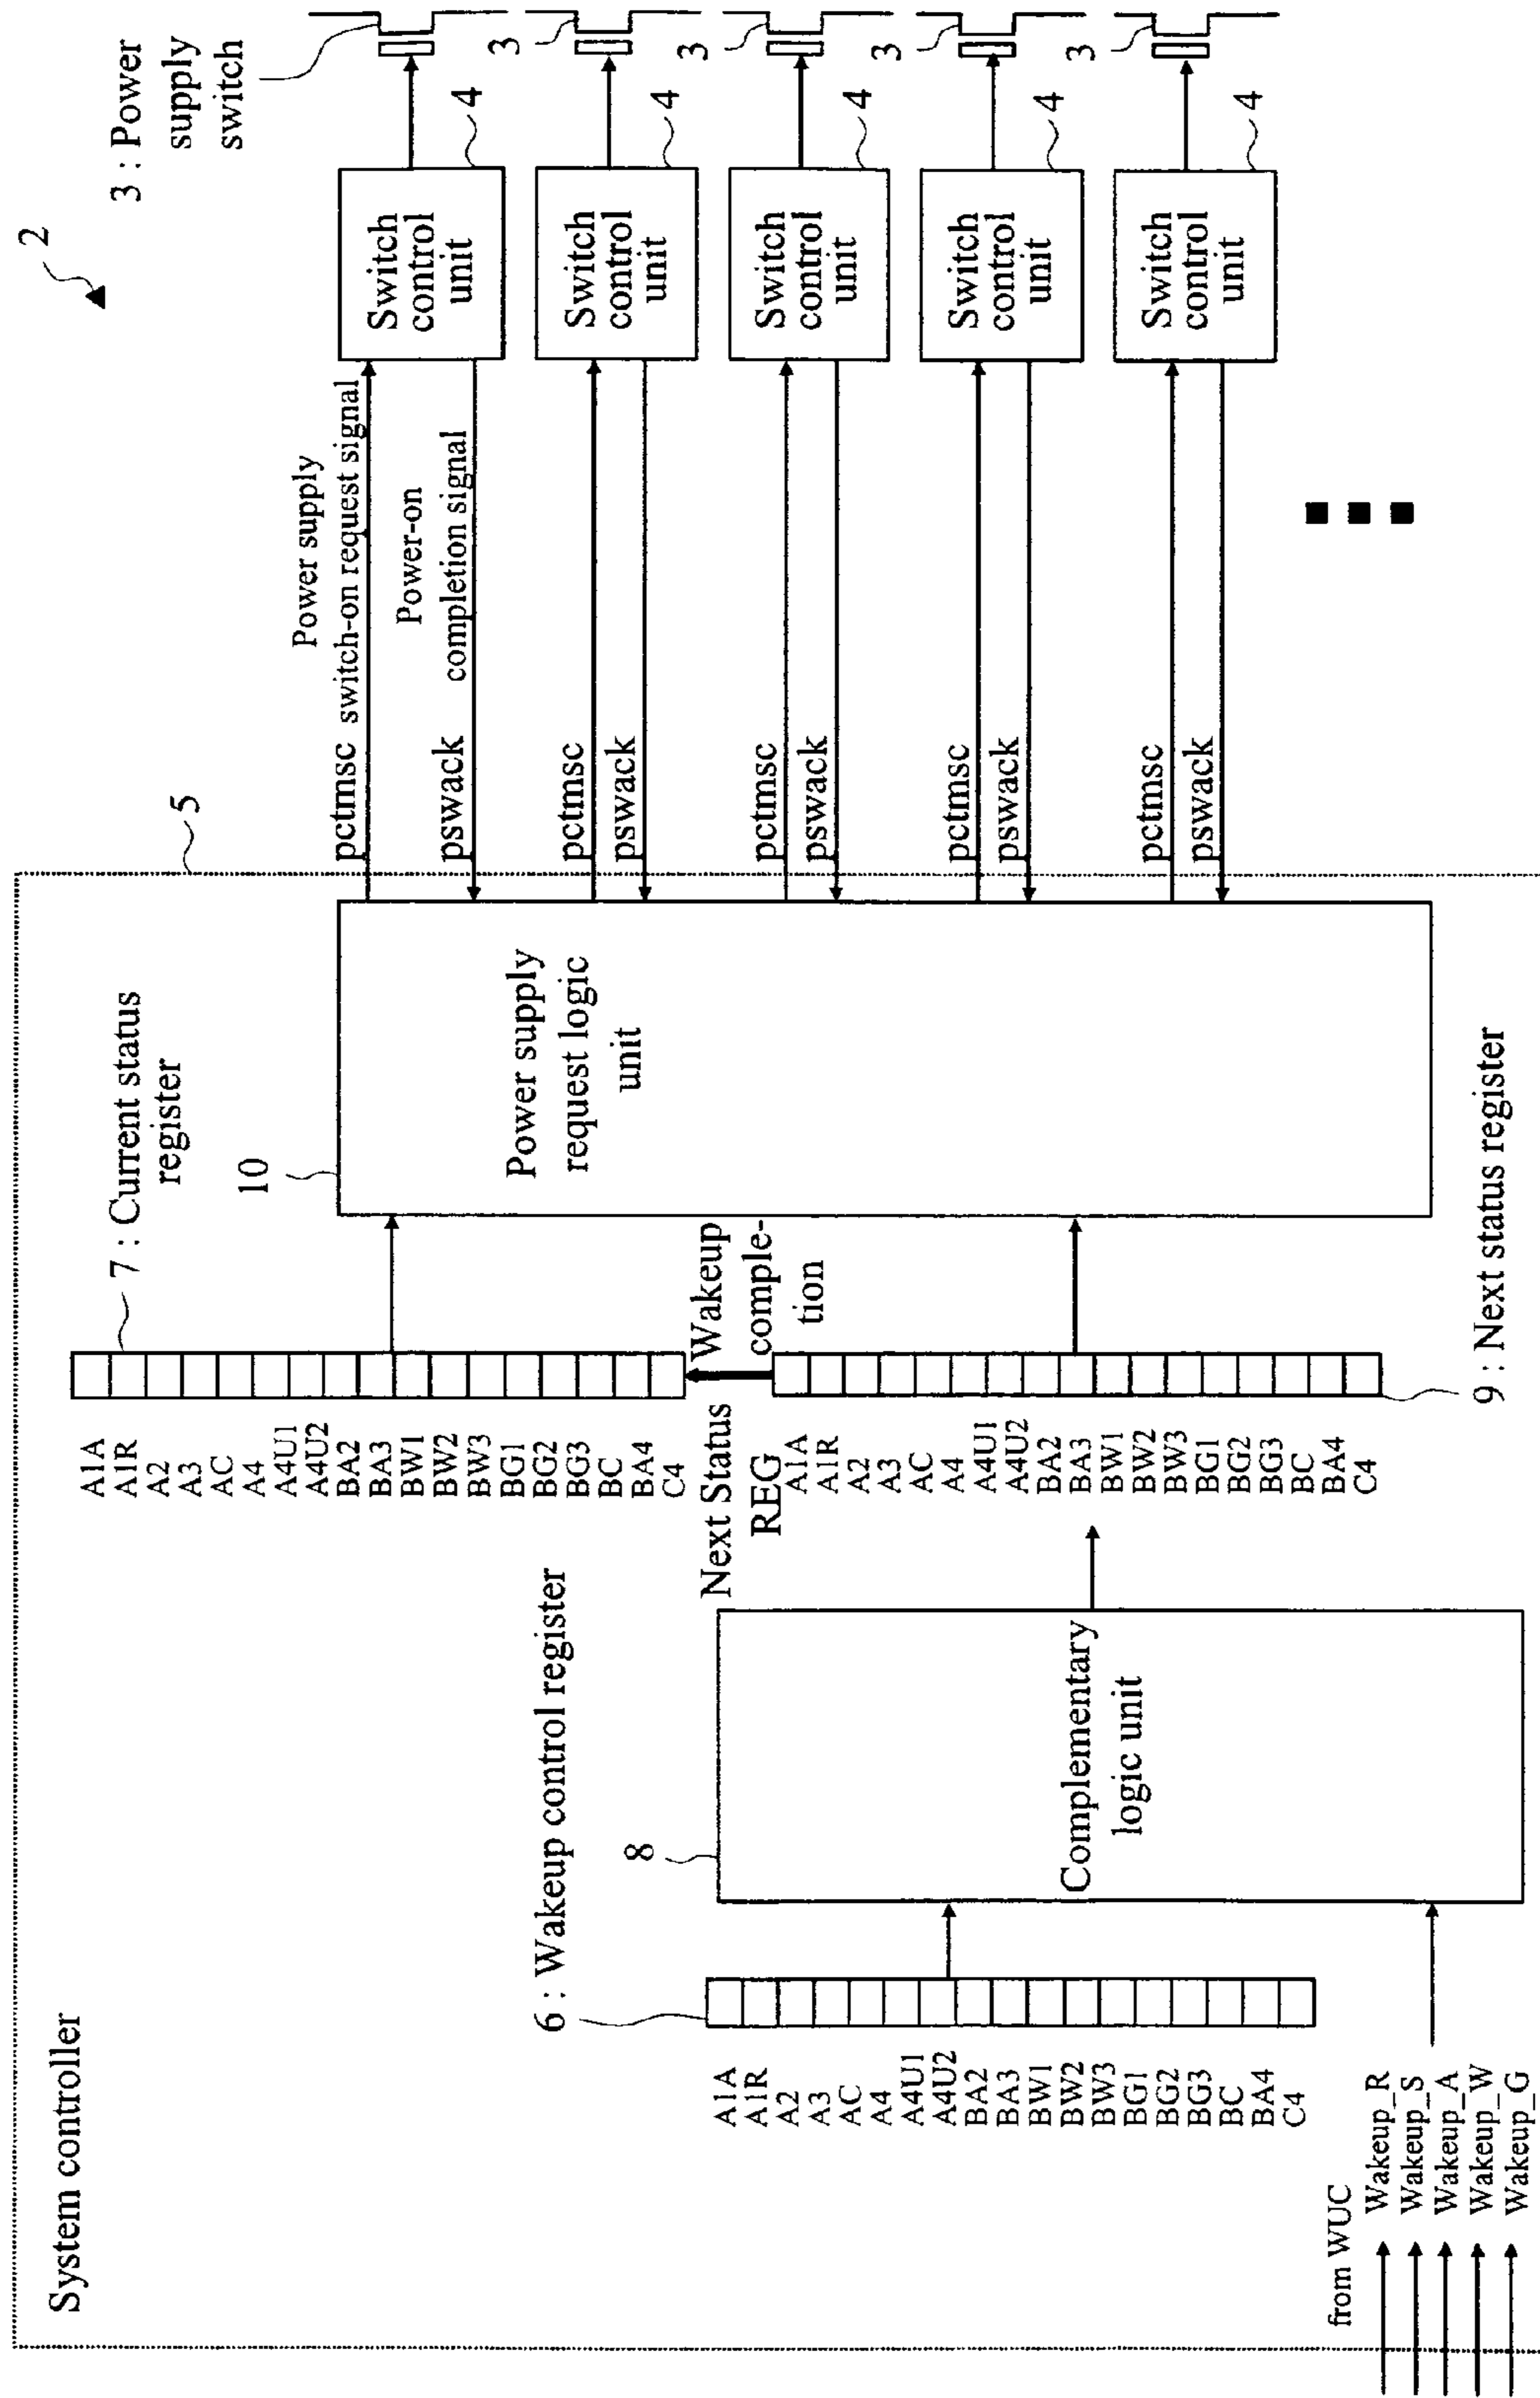 2
3 : Power
supply
switch
3
3
3
3
4
4
4
4
4
Switch
control
unit
Switch
control
unit
Switch
control
unit
Switch
control
unit
Switch
control
unit
Power supply
switch-on request signal
Power-on
completion signal
pctmsc
pswack
pctmsc
pswack
pctmsc
pswack
pctmsc
pswack
pctmsc
pswack
5
System controller
7 : Current status
register
10
Power supply
request logic
unit
A1A
A1R
A2
A3
AC
A4
A4U1
A4U2
BA2
BA3
BW1
BW2
BW3
BG1
BG2
BG3
BC
BA4
C4
Wakeup
comple-
tion
Next Status
REG
A1A
A1R
A2
A3
AC
A4
A4U1
A4U2
BA2
BA3
BW1
BW2
BW3
BG1
BG2
BG3
BC
BA4
C4
9 : Next status register
6 : Wakeup control register
8
Complementary
logic unit
A1A
A1R
A2
A3
AC
A4
A4U1
A4U2
BA2
BA3
BW1
BW2
BW3
BG1
BG2
BG3
BC
BA4
C4
from WUC
Wakeup_R
Wakeup_S
Wakeup_A
Wakeup_W
Wakeup_G